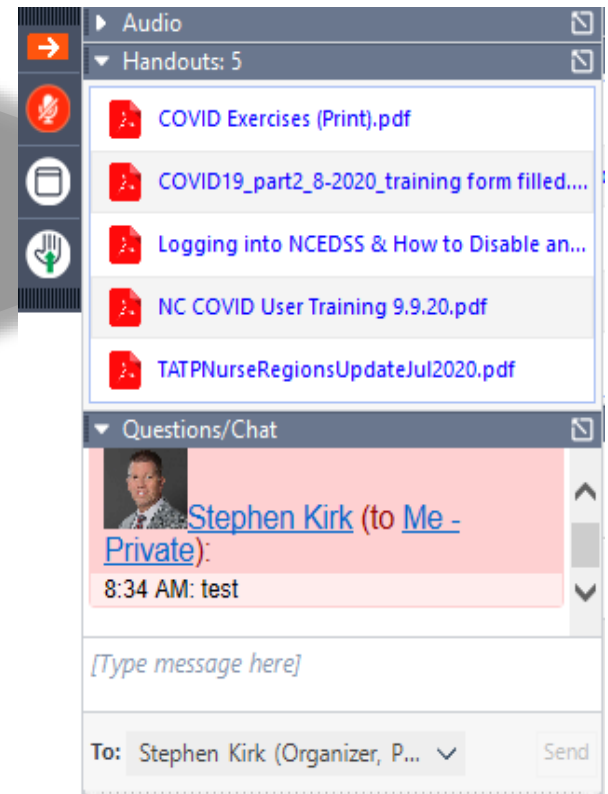 Audio
Handouts: 5
COVID Exercises (Print).pdf
COVID19_part2_8-2020_training form filled....
Logging into NCEDSS & How to Disable an...
NC COVID User Training 9.9.20.pdf
TATPNurseRegionsUpdateJul2020.pdf
Questions/Chat
Stephen Kirk (to Me -
Private):
8:34 AM: test
[Type message here]
To: Stephen Kirk (Organizer, P... Send